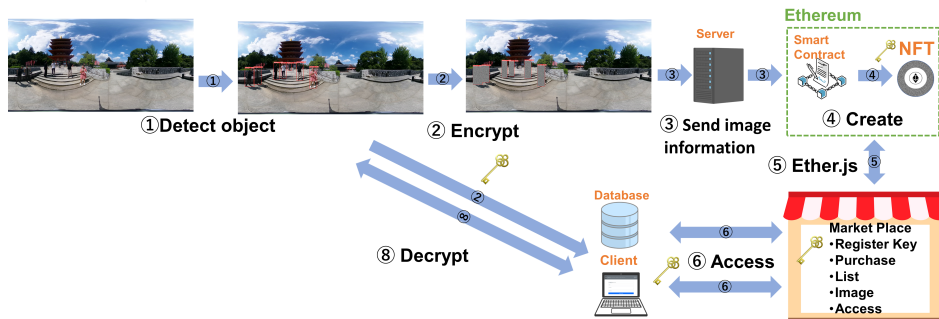 Ethereum
Server
Smart
Contract
NFT
①
②
③
③
④
①Detect object
② Encrypt
③ Send image
information
④ Create
⑤ Ether.js
⑤
②
⑧
⑧ Decrypt
Database
Client
⑥
⑥ Access
⑥
Market Place
•Register Key
•Purchase
•List
•Image
•Access